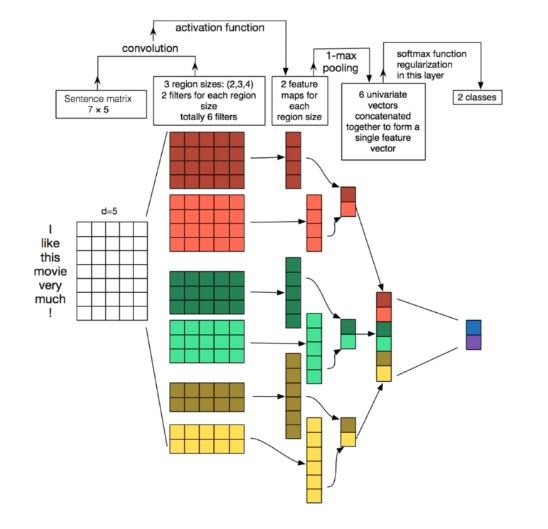 activation function
convolution
1-max
pooling
softmax function
regularization
in this layer
Sentence matrix
7 × 5
3 region sizes: (2,3,4)
2 filters for each region
size
totally 6 filters
2 feature
maps for
each
region size
6 univariate
vectors
concatenated
together to form a
single feature
vector
2 classes
d=5
I
like
this
movie
very
much
!